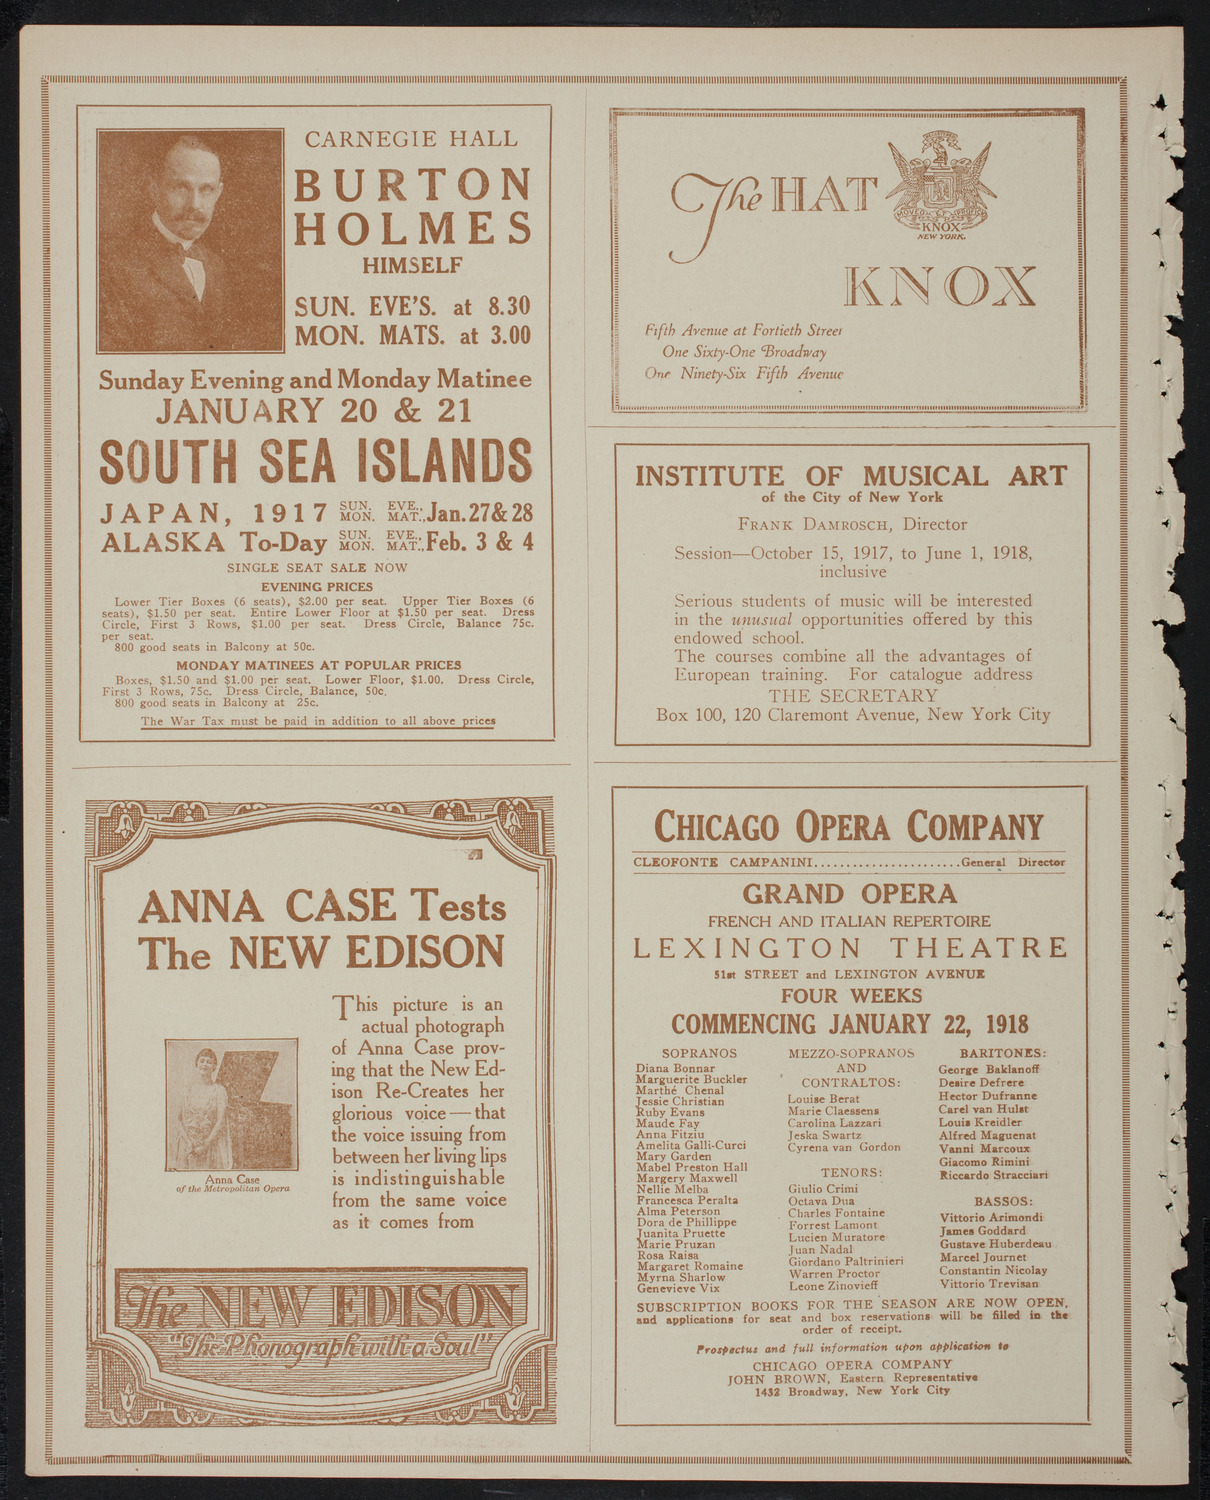 CARNEGIE HALL
BURTON
HOLMES
HIMSELF
SUN. EVE'S. at 8.30
MON. MATS. at 3.00
Sunday Evening and Monday Matinee
JANUARY 20 & 21
SOUTH SEA ISLANDS
JAPAN, 1917 SUN. EVE., MON. MAT., Jan. 27 & 28
ALASKA To-Day SUN. EVE., MON. MAT., Feb. 3 & 4
SINGLE SEAT SALE NOW
EVENING PRICES
Lower Tier Boxes (6 seats), $2.00 per seat. Upper Tier Boxes (6
seats), $1.50 per seat. Entire Lower Floor at $1.50 per seat. Dress
Circle, First 3 Rows, $1.00 per seat. Dress Circle, Balance 75c.
per seat.
800 good seats in Balcony at 50c.
MONDAY MATINEES AT POPULAR PRICES
Boxes, $1.50 and $1.00 per seat. Lower Floor, $1.00. Dress Circle,
First 3 Rows, 75c. Dress Circle, Balance, 50c.
800 good seats in Balcony at 25c.
The War Tax must be paid in addition to all above prices
ANNA CASE Tests
The NEW EDISON
This picture is an
actual photograph
of Anna Case prov-
ing that the New Ed-
ison Re-Creates her
glorious voice—that
the voice issuing from
between her living lips
is indistinguishable
from the same voice
as it comes from
Anna Case
of the Metropolitan Opera
The NEW EDISON
"The Phonograph with a Soul"
The HAT
KNOX
NEW YORK.
KNOX
Fifth Avenue at Fortieth Street
One Sixty-One Broadway
One Ninety-Six Fifth Avenue
INSTITUTE OF MUSICAL ART
of the City of New York
FRANK DAMROSCH, Director
Session—October 15, 1917, to June 1, 1918,
inclusive
Serious students of music will be interested
in the unusual opportunities offered by this
endowed school.
The courses combine all the advantages of
European training. For catalogue address
THE SECRETARY
Box 100, 120 Claremont Avenue, New York City
CHICAGO OPERA COMPANY
CLEOFONTE CAMPANINI.......................General Director
GRAND OPERA
FRENCH AND ITALIAN REPERTOIRE
LEXINGTON THEATRE
51st STREET and LEXINGTON AVENUE
FOUR WEEKS
COMMENCING JANUARY 22, 1918
SOPRANOS
Diana Bonnar
Marguerite Buckler
Marthé Chenal
Jessie Christian
Ruby Evans
Maude Fay
Anna Fitziu
Amelita Galli-Curci
Mary Garden
Mabel Preston Hall
Margery Maxwell
Nellie Melba
Francesca Peralta
Alma Peterson
Dora de Phillippe
Juanita Pruette
Marie Pruzan
Rosa Raisa
Margaret Romaine
Myrna Sharlow
Genevieve Vix
MEZZO-SOPRANOS
AND
CONTRALTOS:
Louise Berat
Marie Claessens
Carolina Lazzari
Jeska Swartz
Cyrena van Gordon
TENORS:
Giulio Crimi
Octava Dua
Charles Fontaine
Forrest Lamont
Lucien Muratore
Juan Nadal
Giordano Paltrinieri
Warren Proctor
Leone Zinovieff
BARITONES:
George Baklanoff
Desire Defrere
Hector Dufranne
Carel van Hulst
Louis Kreidler
Alfred Maguenat
Vanni Marcoux
Giacomo Rimini
Riccardo Stracciari
BASSOS:
Vittorio Arimondi
James Goddard
Gustave Huberdeau
Marcel Journet
Constantin Nicolay
Vittorio Trevisan
SUBSCRIPTION BOOKS FOR THE SEASON ARE NOW OPEN,
and applications for seat and box reservations will be filled in the
order of receipt.
Prospectus and full information upon application to
CHICAGO OPERA COMPANY
JOHN BROWN, Eastern Representative
1432 Broadway, New York City